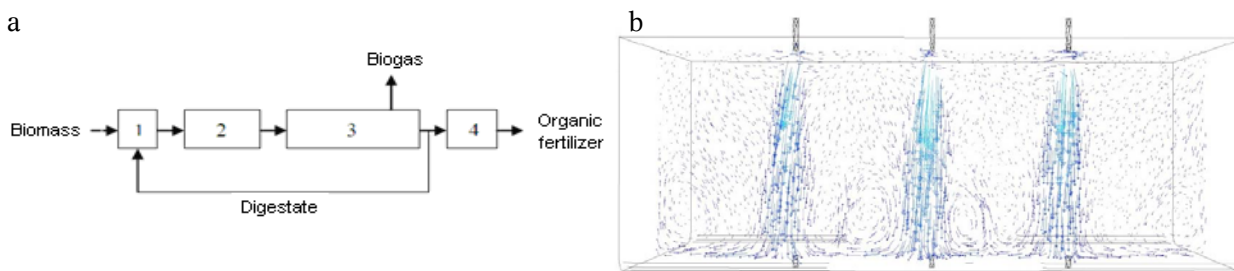 a
b
Biogas
Biomass
1
2
3
4
Organic
fertilizer
Digestate